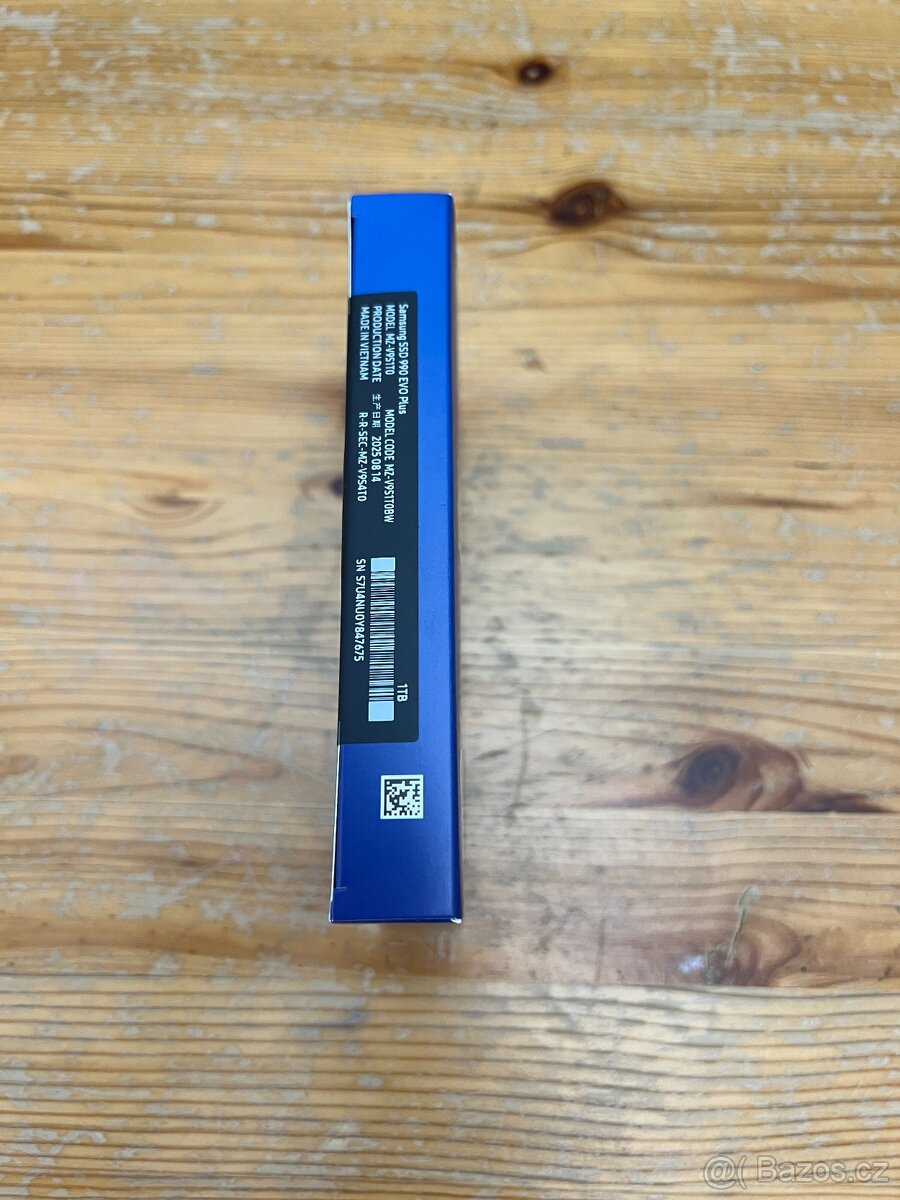 Samsung SSD 990 EVO Plus
MODEL MZ-V9S1T0 MODEL CODE MZ-V9S1T0BW
PRODUCTION DATE 生产日期 2025 08 14
MADE IN VIETNAM R-R-SEC-MZ-V9S4T0
1TB
SN S7U4NU0Y847675
@( Bazos.cz